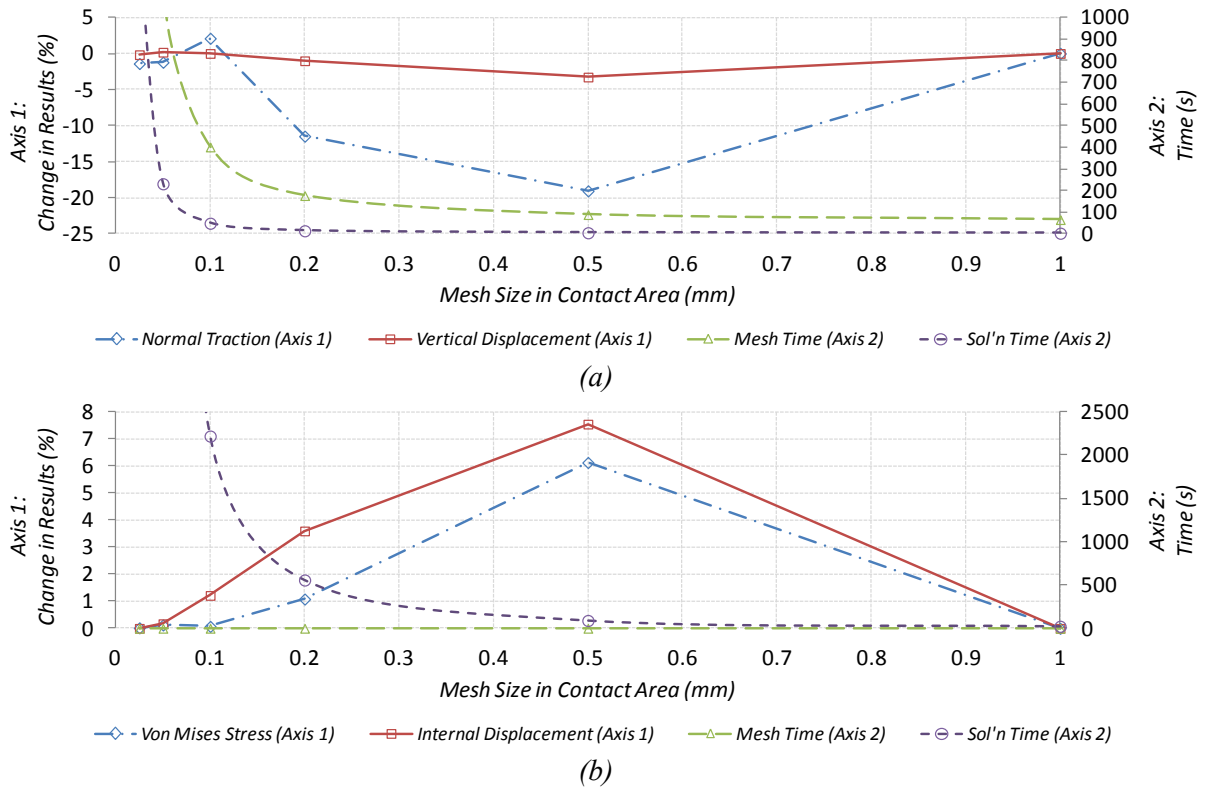 5
0
-5
-10
-15
-20
-25
Axis 1:
Change in Results (%)
1000
900
800
700
600
500
400
300
200
100
0
Axis 2:
Time (s)
0 0.1 0.2 0.3 0.4 0.5 0.6 0.7 0.8 0.9 1
Mesh Size in Contact Area (mm)
Normal Traction (Axis 1) Vertical Displacement (Axis 1) Mesh Time (Axis 2) Sol'n Time (Axis 2)
(a)
8
7
6
5
4
3
2
1
0
Axis 1:
Change in Results (%)
2500
2000
1500
1000
500
0
Axis 2:
Time (s)
0 0.1 0.2 0.3 0.4 0.5 0.6 0.7 0.8 0.9 1
Mesh Size in Contact Area (mm)
Von Mises Stress (Axis 1) Internal Displacement (Axis 1) Mesh Time (Axis 2) Sol'n Time (Axis 2)
(b)